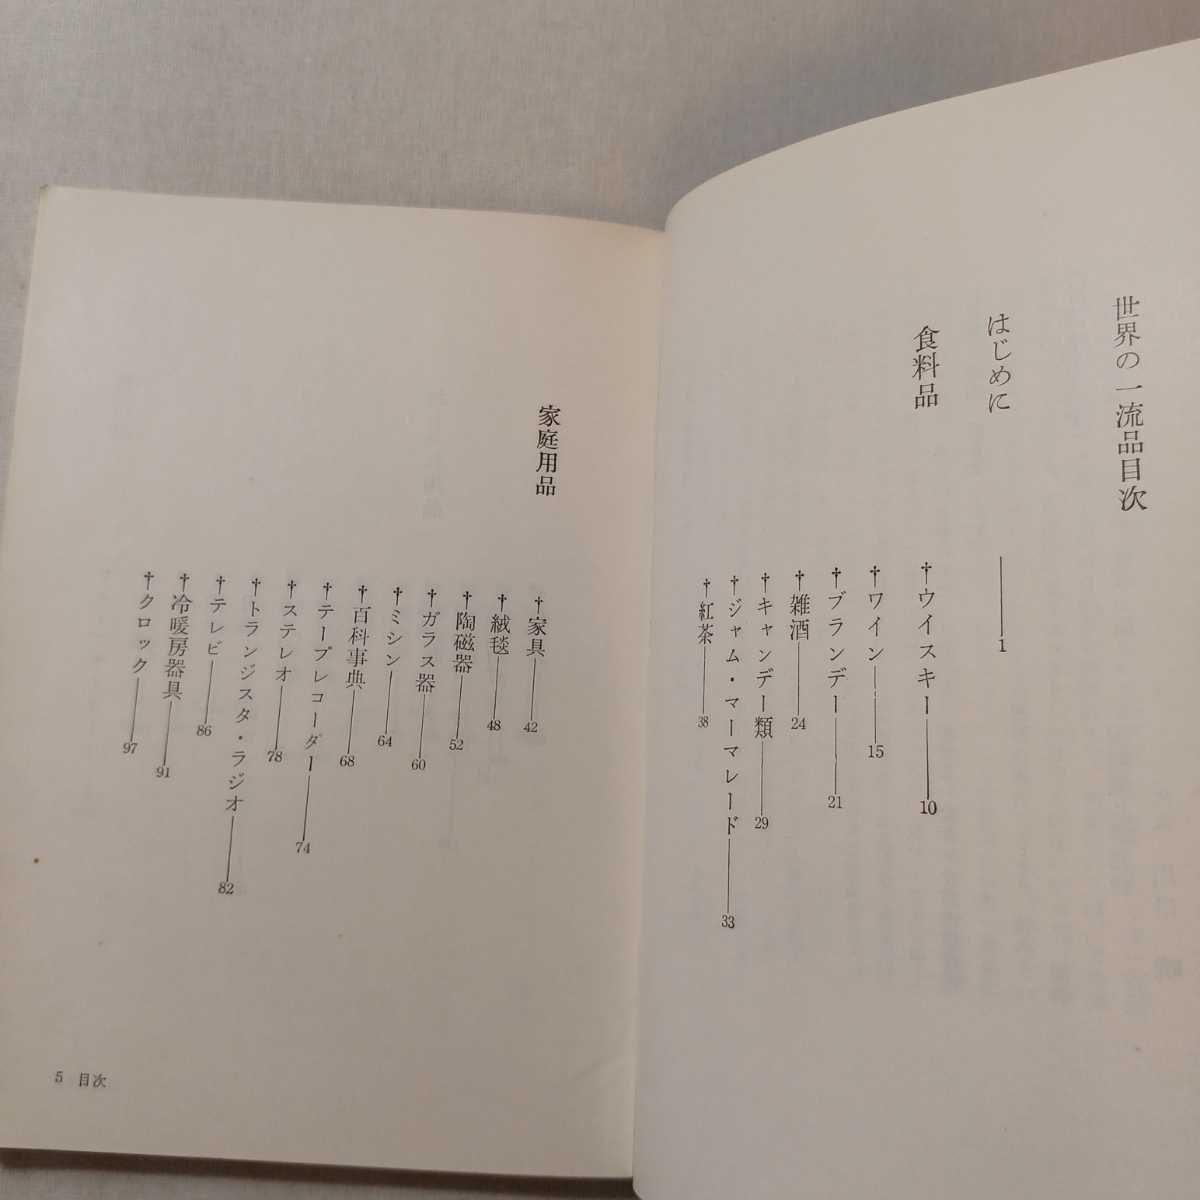 世界の一流品目次
はじめに――1
食料品
†ウイスキー――10
†ワイン――15
†ブランデー――21
†雑酒――24
†キャンデー類――29
†ジャム・マーマレード――33
†紅茶――38
家庭用品
†家具――42
†絨毯――48
†陶磁器――52
†ガラス器――60
†ミシン――64
†百科事典――68
†テープレコーダー――74
†ステレオ――78
†トランジスタ・ラジオ――82
†テレビ――86
†冷暖房器具――91
†クロック――97
5 目次